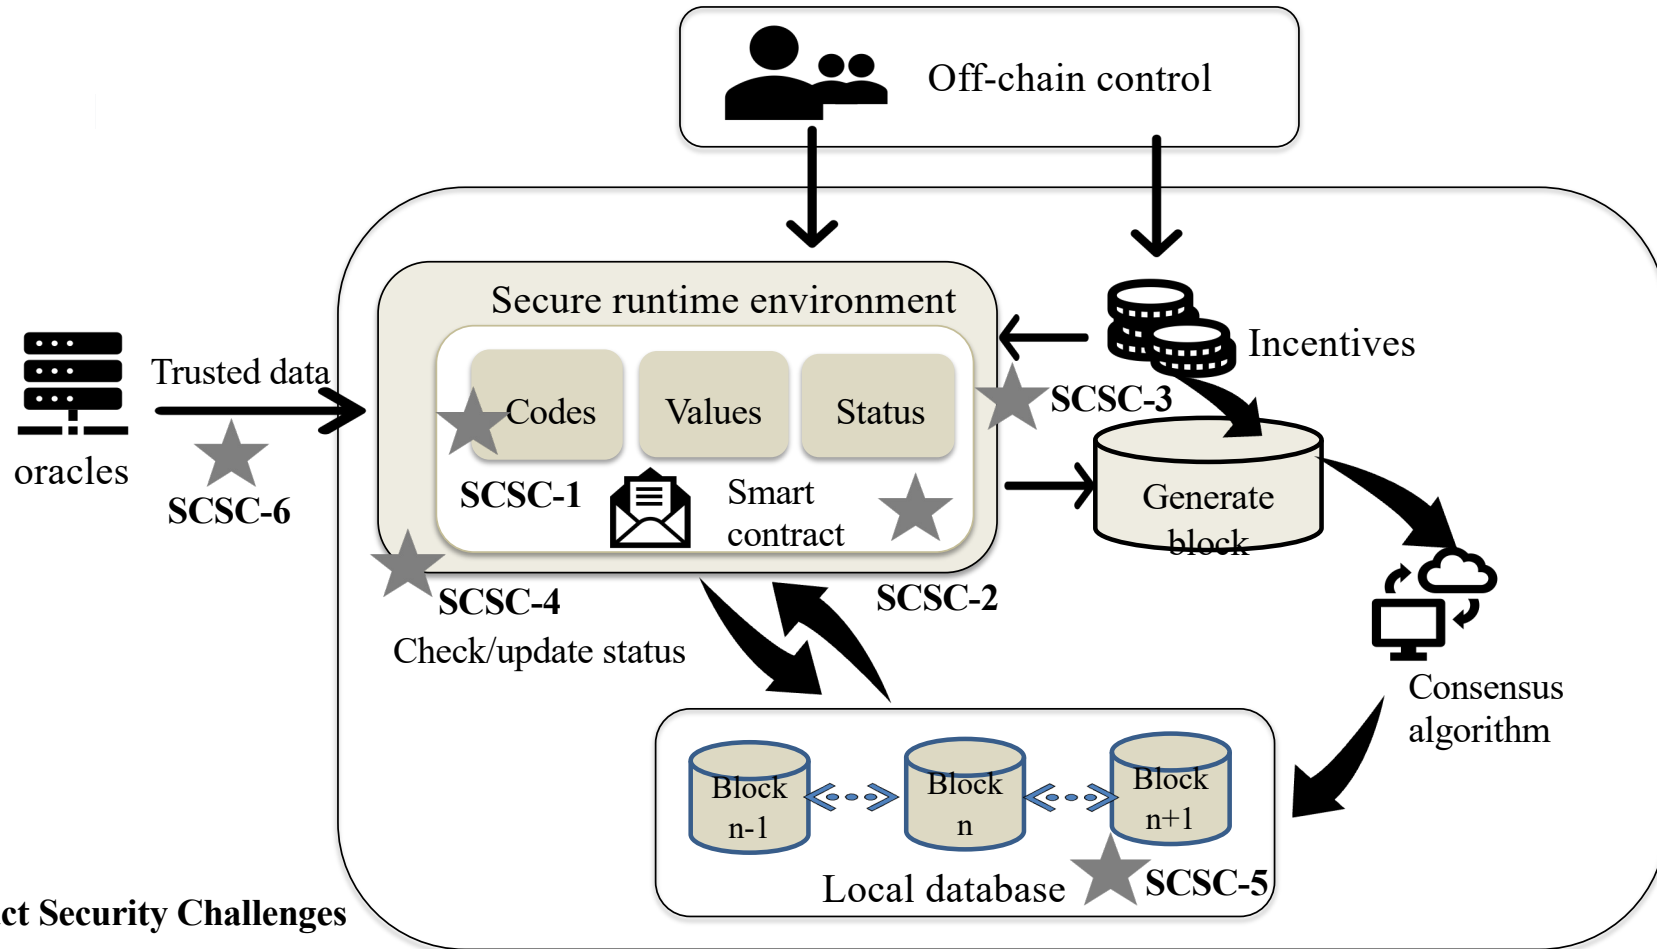 Off-chain control
Secure runtime environment
Incentives
Trusted data
SCSC-3
Codes
Values
Status
oracles
SCSC-6
SCSC-1
Smart
contract
Generate
block
SCSC-4
SCSC-2
Check/update status
Consensus
algorithm
Block
n-1
Block
n
Block
n+1
Local database
SCSC-5
ct Security Challenges